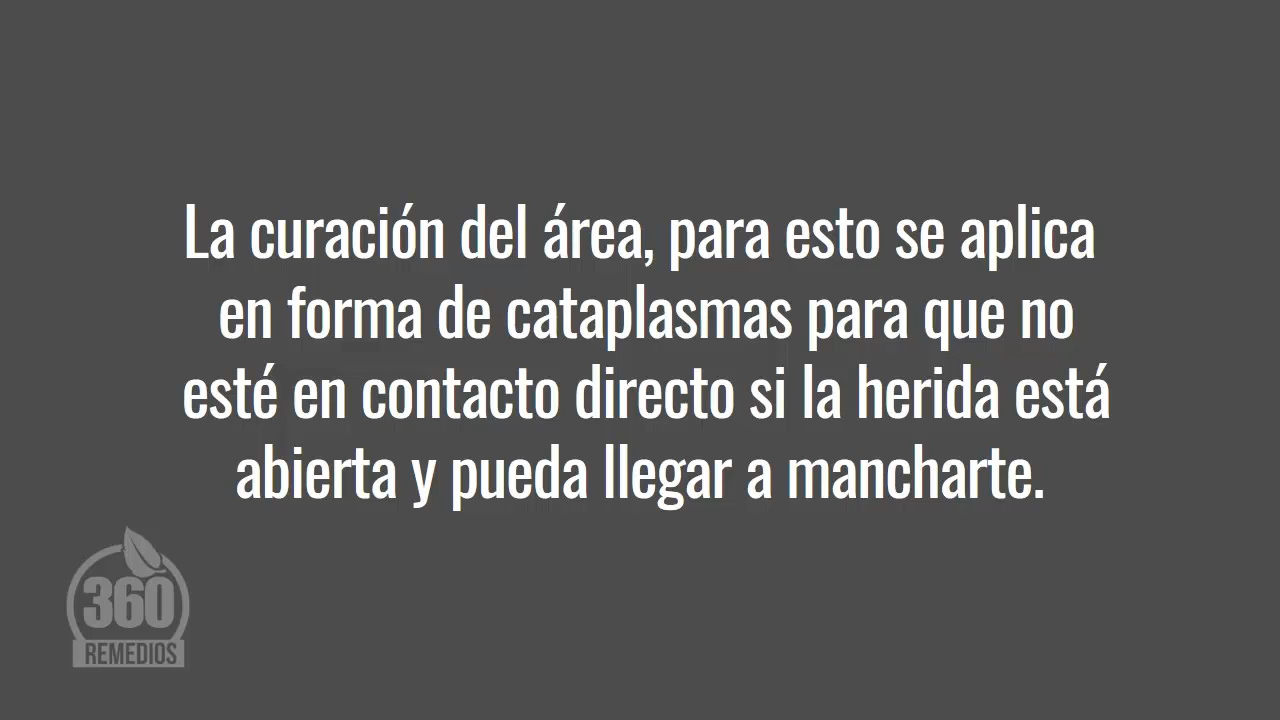 La curación del área, para esto se aplica
en forma de cataplasmas para que no
esté en contacto directo si la herida está
abierta y pueda llegar a mancharte.
360
REMEDIOS